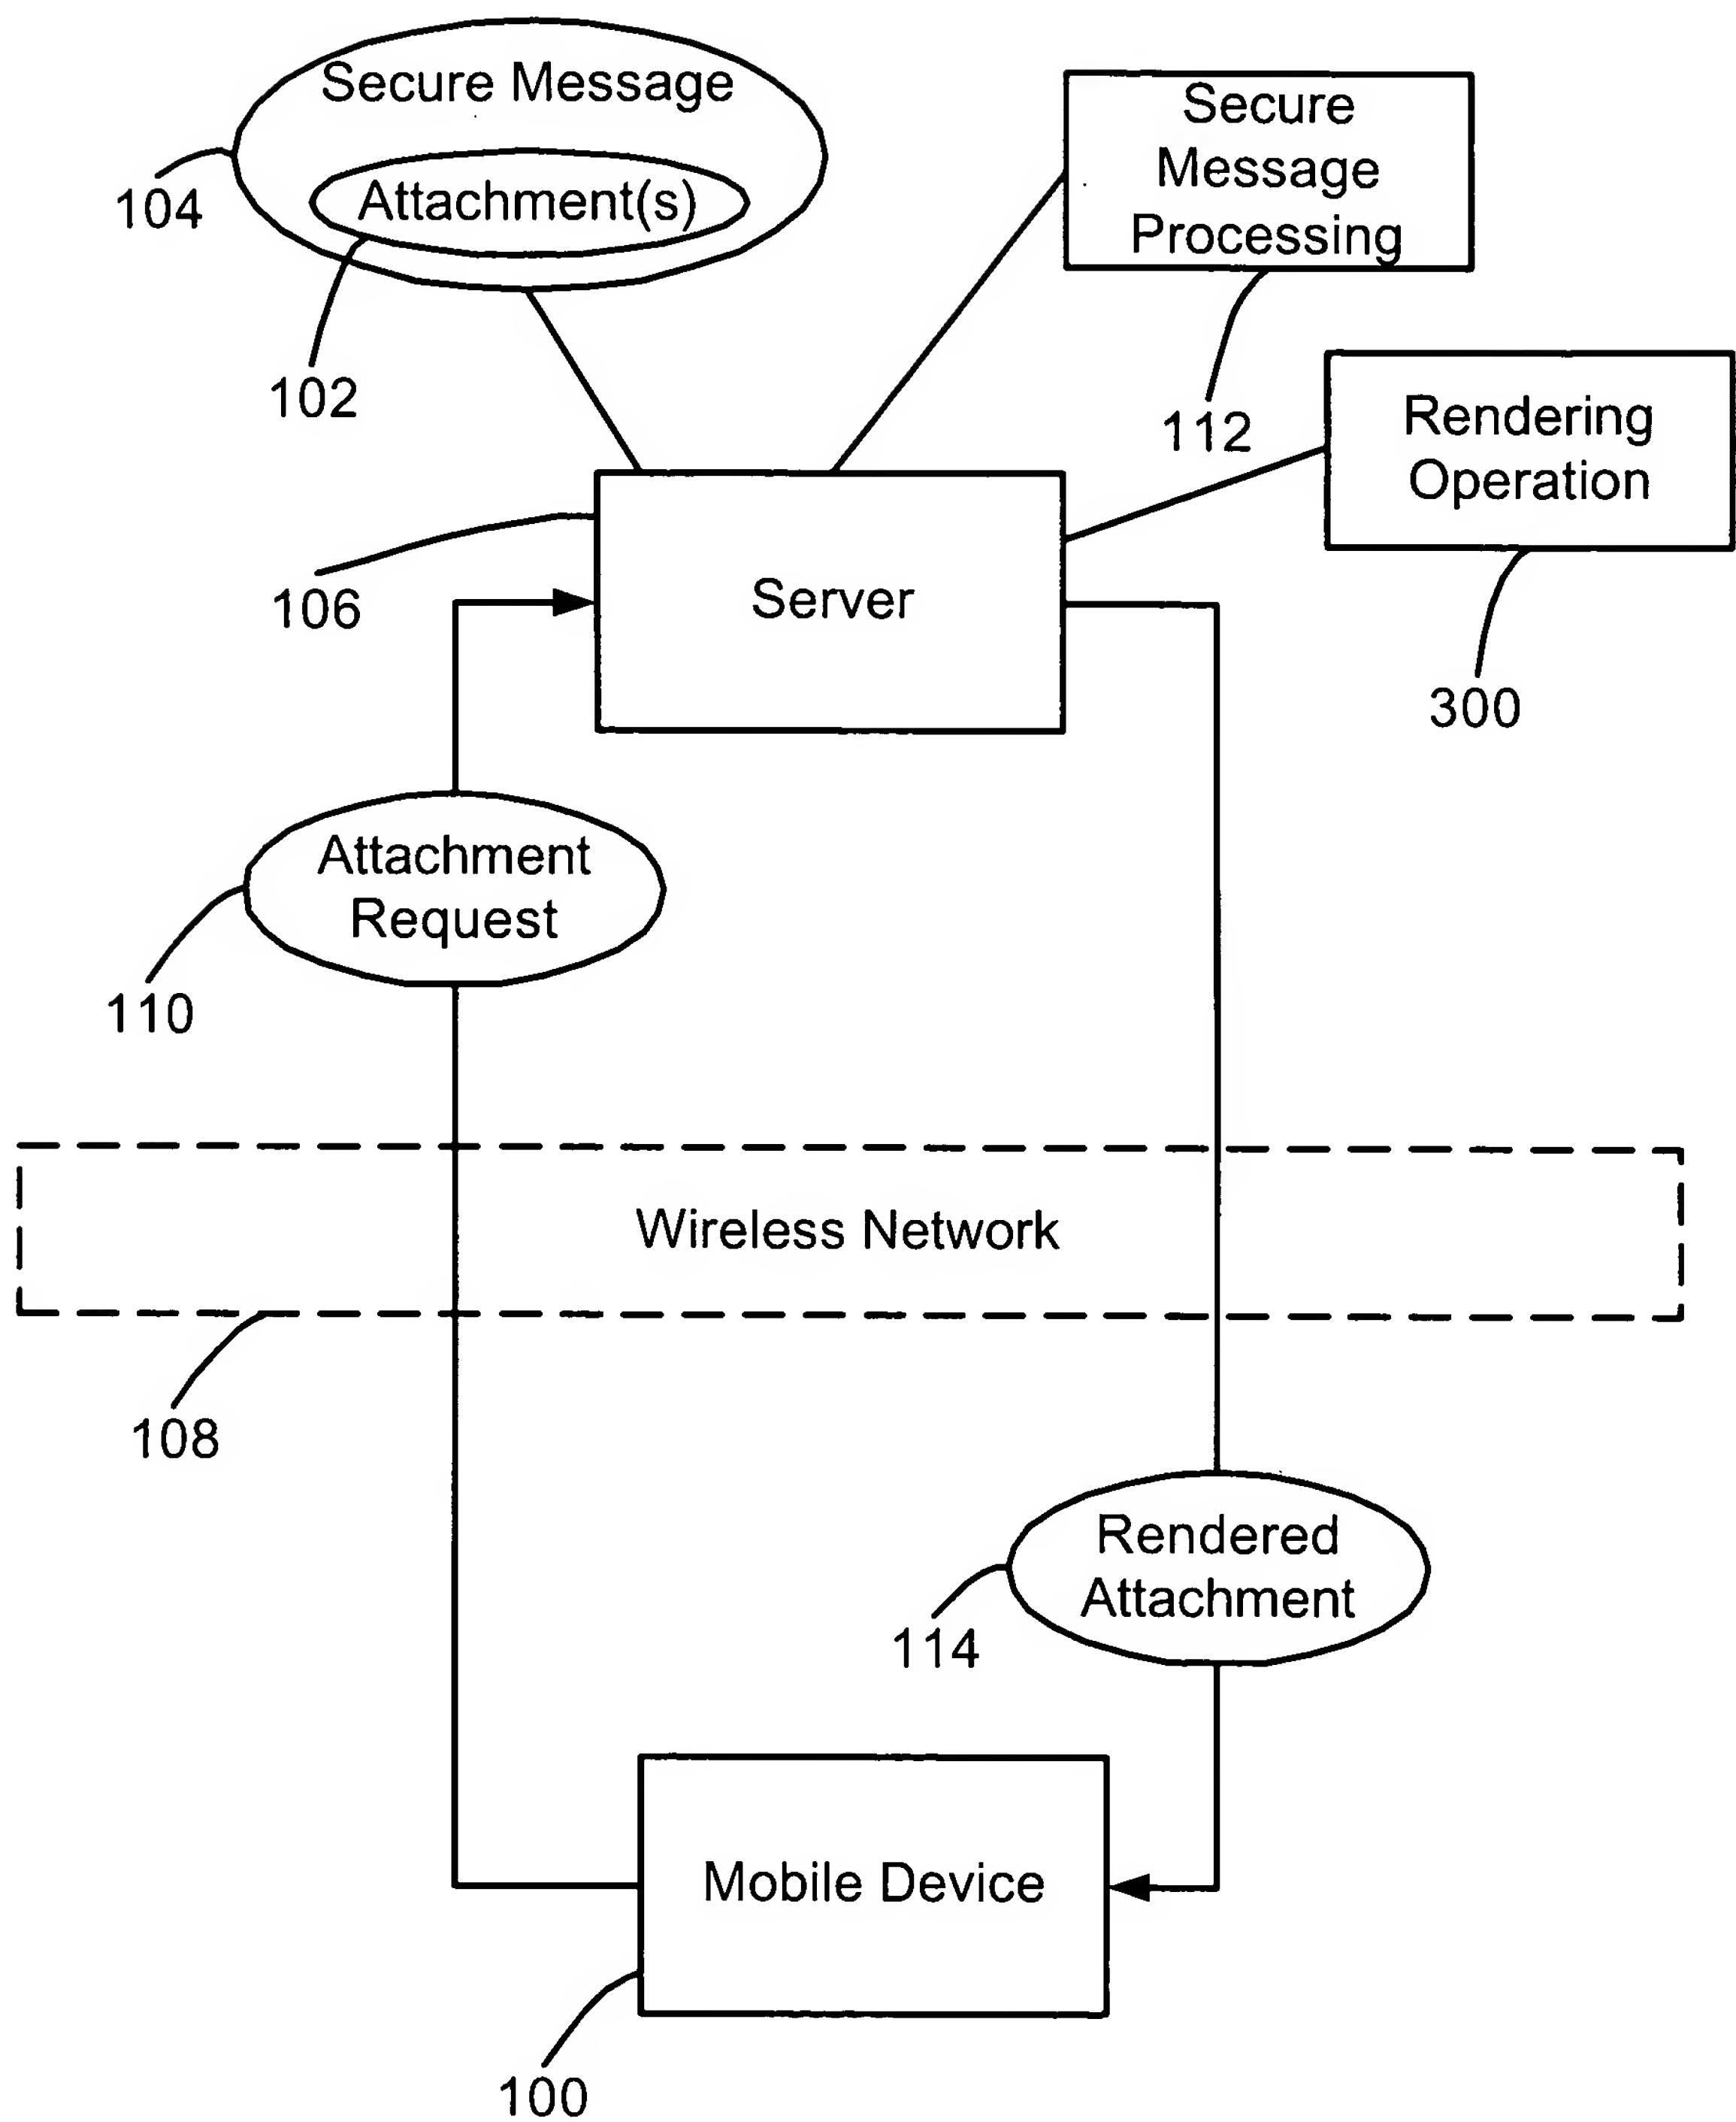 Secure Message
Attachment(s)
104
102
Secure
Message
Processing
112
Rendering
Operation
300
Server
106
Attachment
Request
110
Wireless Network
108
Rendered
Attachment
114
Mobile Device
100